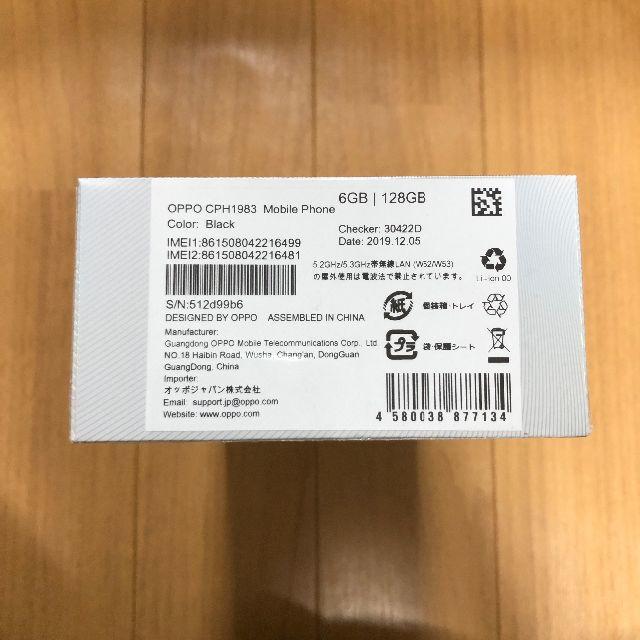 OPPO CPH1983 Mobile Phone
6GB | 128GB
Color: Black
Checker: 30422D
IMEI1:861508042216499
Date: 2019.12.05
IMEI2:861508042216481
5.2GHz/5.3GHz帯無線LAN (W52/W53)
の屋外使用は電波法で禁止されています。
Li-ion 00
S/N:512d99b6
紙
個装箱・トレイ
DESIGNED BY OPPO ASSEMBLED IN CHINA
Manufacturer:
Guangdong OPPO Mobile Telecommunications Corp., Ltd.
NO.18 Haibin Road, Wusha, Chang'an, DongGuan
GuangDong, China
プラ
袋・保護シート
Importer:
オッポジャパン株式会社
Email: support.jp@oppo.com
Website: www.oppo.com
4 580038 877134